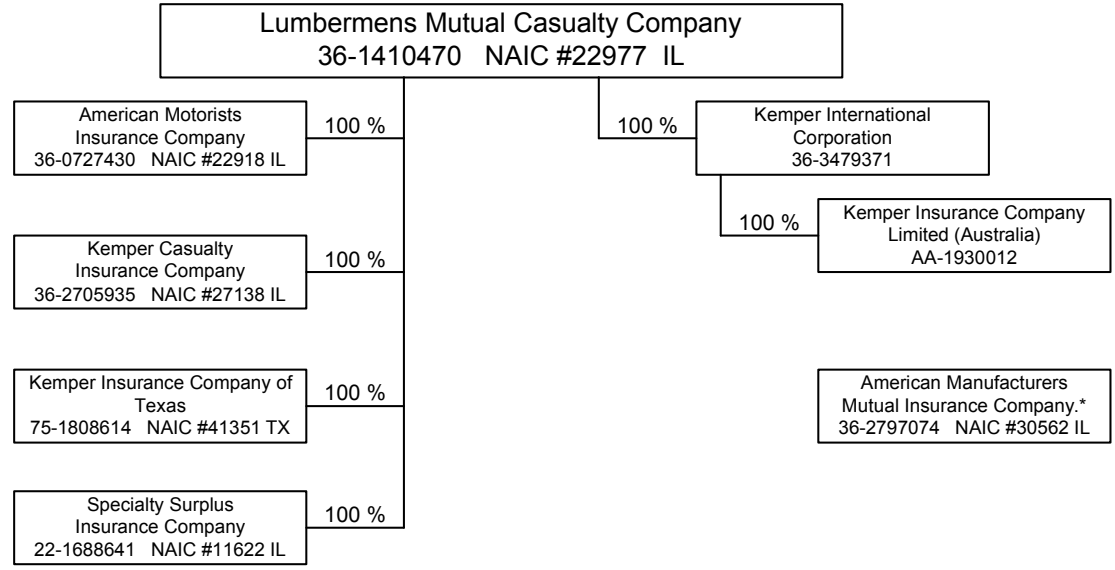 Lumbermens Mutual Casualty Company
36-1410470 NAIC #22977 IL
American Motorists
Insurance Company
36-0727430 NAIC #22918 IL
100 %
100 %
Kemper International
Corporation
36-3479371
100 %
Kemper Insurance Company
Limited (Australia)
AA-1930012
Kemper Casualty
Insurance Company
36-2705935 NAIC #27138 IL
100 %
Kemper Insurance Company of
Texas
75-1808614 NAIC #41351 TX
100 %
American Manufacturers
Mutual Insurance Company.*
36-2797074 NAIC #30562 IL
Specialty Surplus
Insurance Company
22-1688641 NAIC #11622 IL
100 %